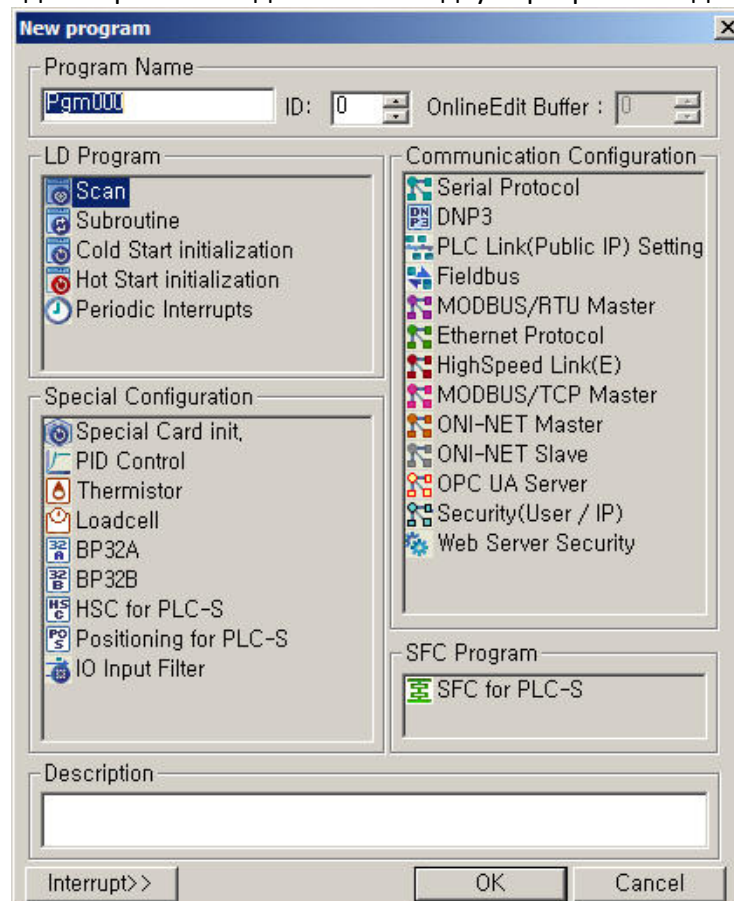 New program
Program Name
Pgm000
ID: 0
OnlineEdit Buffer : 0
LD Program
Scan
Subroutine
Cold Start initialization
Hot Start initialization
Periodic Interrupts
Special Configuration
Special Card init,
PID Control
Thermistor
Loadcell
BP32A
BP32B
HSC for PLC-S
Positioning for PLC-S
IO Input Filter
Communication Configuration
Serial Protocol
DNP3
PLC Link(Public IP) Setting
Fieldbus
MODBUS/RTU Master
Ethernet Protocol
HighSpeed Link(E)
MODBUS/TCP Master
ONI-NET Master
ONI-NET Slave
OPC UA Server
Security(User / IP)
Web Server Security
SFC Program
SFC for PLC-S
Description
Interrupt>>
OK
Cancel